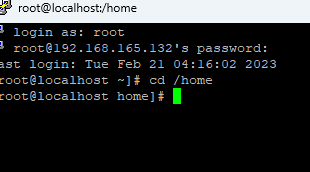 root@localhost:/home
login as: root
root@192.168.165.132's password:
ast login: Tue Feb 21 04:16:02 2023
root@localhost ~]# cd /home
root@localhost home]#